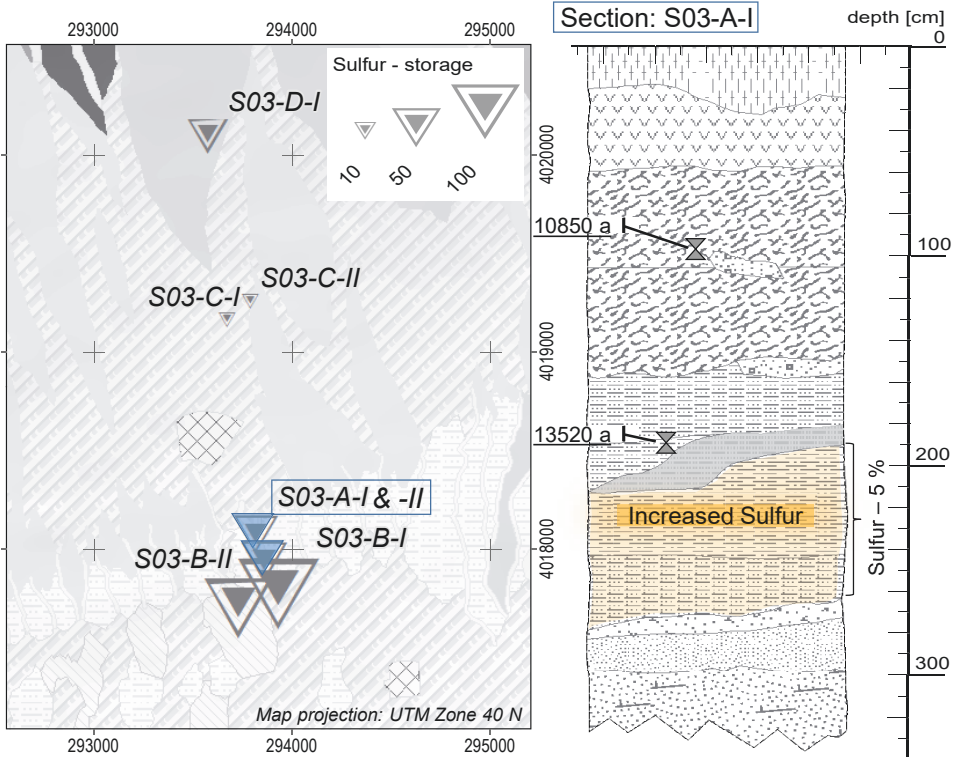 Section: S03-A-I
depth [cm]
293000
294000
295000
0
Sulfur - storage
10
50
100
S03-D-I
4020000
10850 a
100
S03-C-II
S03-C-I
4019000
13520 a
200
S03-A-I & -II
Increased Sulfur
Sulfur – 5 %
S03-B-I
S03-B-II
4018000
300
Map projection: UTM Zone 40 N
293000
294000
295000